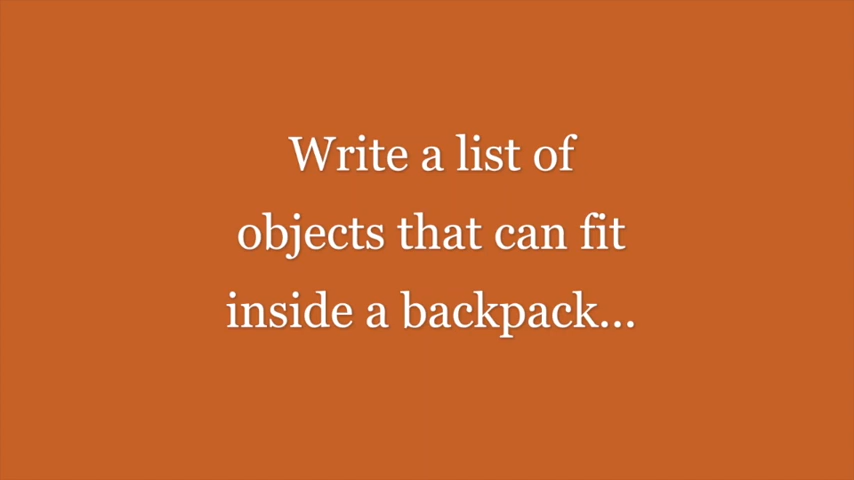 Write a list of
objects that can fit
inside a backpack...